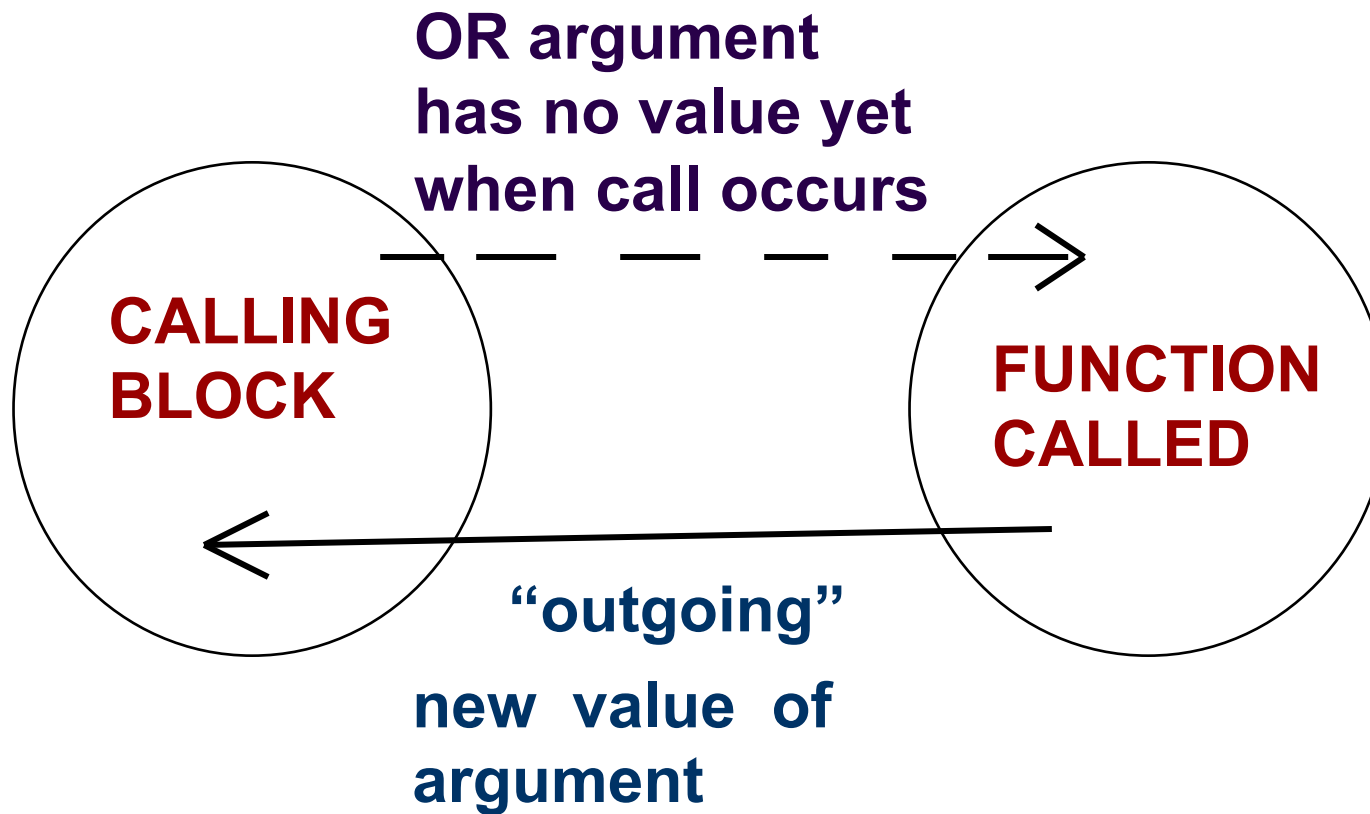 OR argument
has no value yet
when call occurs
CALLING
BLOCK
FUNCTION
CALLED
“outgoing”
new value of
argument